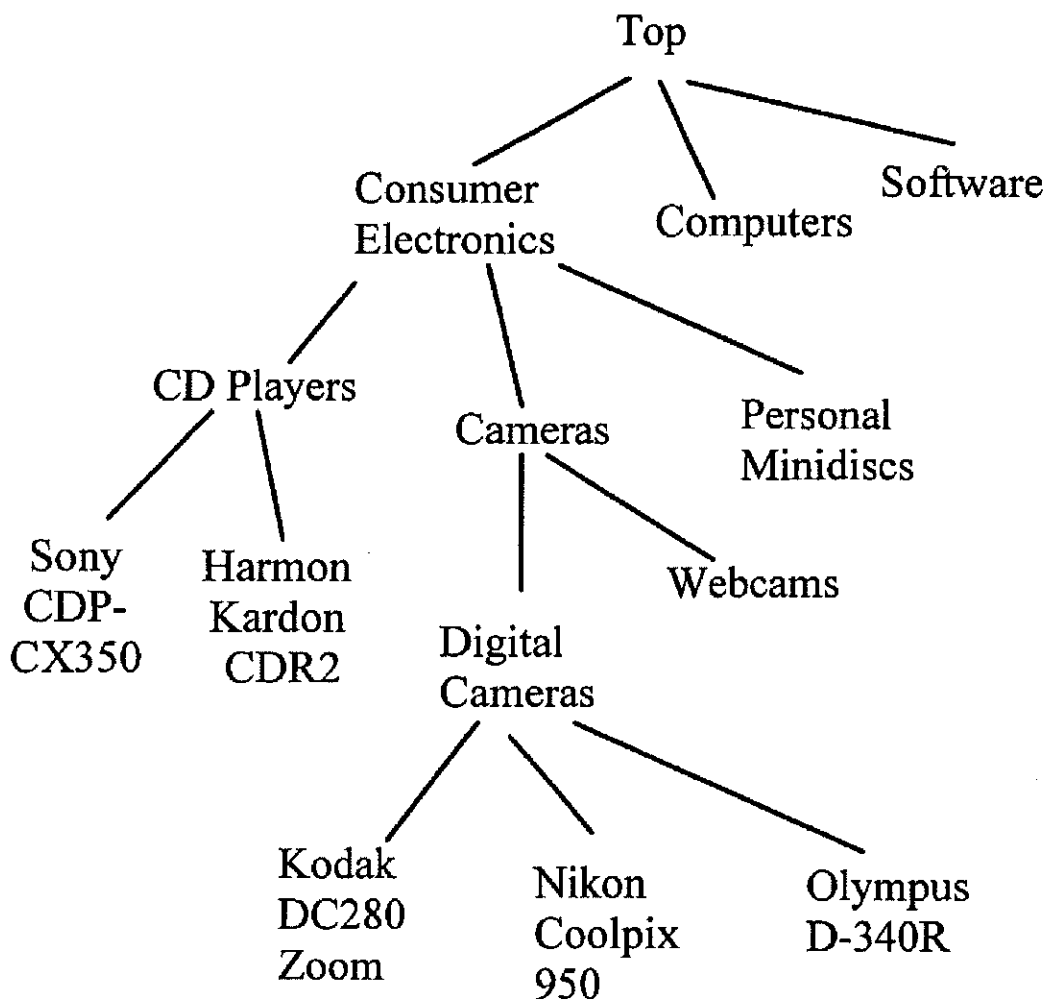 Top
Consumer
Electronics
Computers
Software
CD Players
Cameras
Personal
Minidiscs
Sony
CDP-
CX350
Harmon
Kardon
CDR2
Webcams
Digital
Cameras
Kodak
DC280
Zoom
Nikon
Coolpix
950
Olympus
D-340R